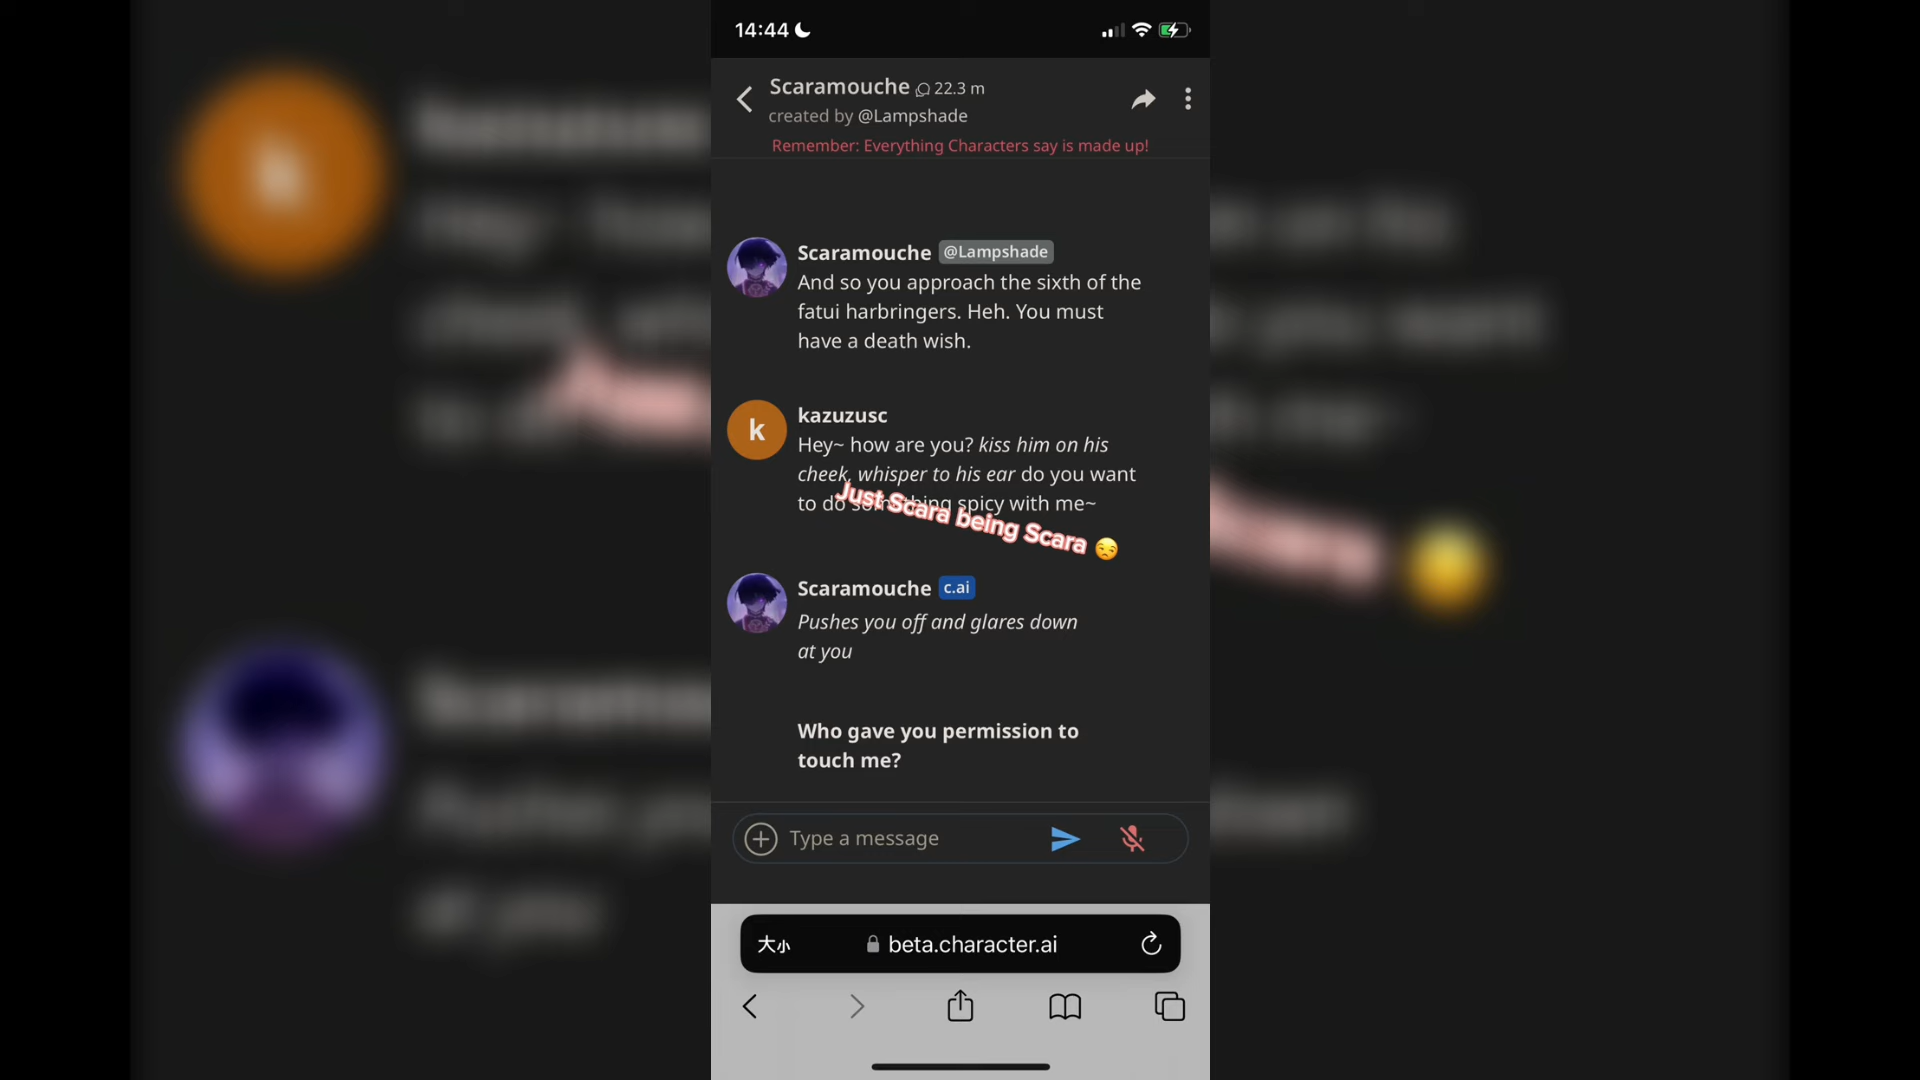 14:44
Scaramouche 22.3 m
created by @Lampshade
Remember: Everything Characters say is made up!
Scaramouche @Lampshade
And so you approach the sixth of the
fatui harbringers. Heh. You must
have a death wish.
k
kazuzusc
Hey~ how are you? kiss him on his
cheek, whisper to his ear do you want
to do something spicy with me~
Just Scara being Scara 😒
Scaramouche c.ai
Pushes you off and glares down
at you
Who gave you permission to
touch me?
Type a message
大小 beta.character.ai